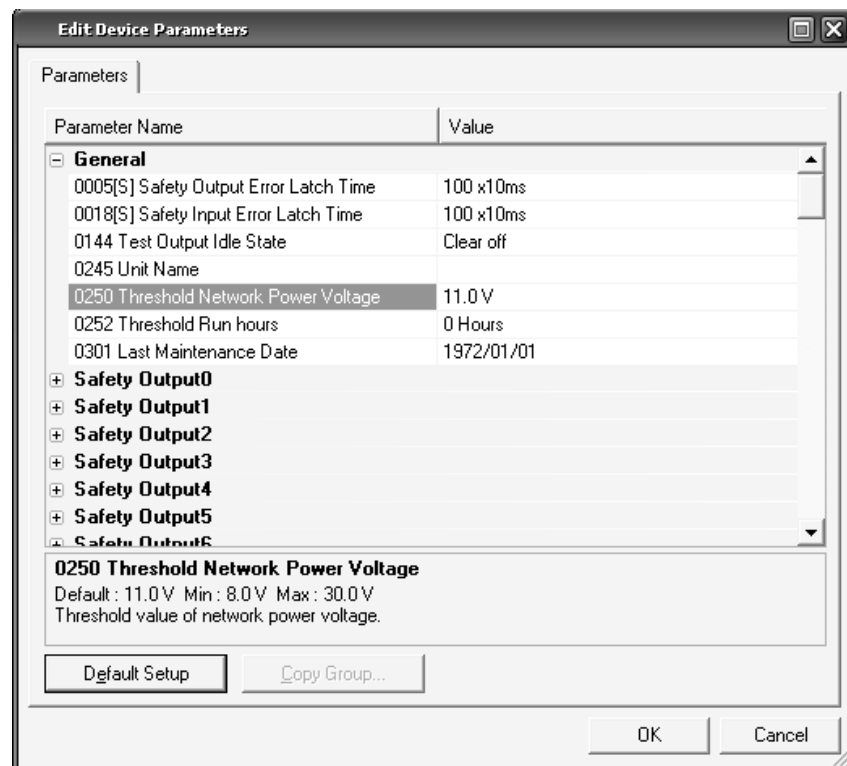 Edit Device Parameters
Parameters
Parameter Name Value
General
0005[S] Safety Output Error Latch Time 100 x10ms
0018[S] Safety Input Error Latch Time 100 x10ms
0144 Test Output Idle State Clear off
0245 Unit Name
0250 Threshold Network Power Voltage 11.0 V
0252 Threshold Run hours 0 Hours
0301 Last Maintenance Date 1972/01/01
Safety Output0
Safety Output1
Safety Output2
Safety Output3
Safety Output4
Safety Output5
Safety Output6
0250 Threshold Network Power Voltage
Default : 11.0 V Min : 8.0 V Max : 30.0 V
Threshold value of network power voltage.
Default Setup Copy Group...
OK Cancel